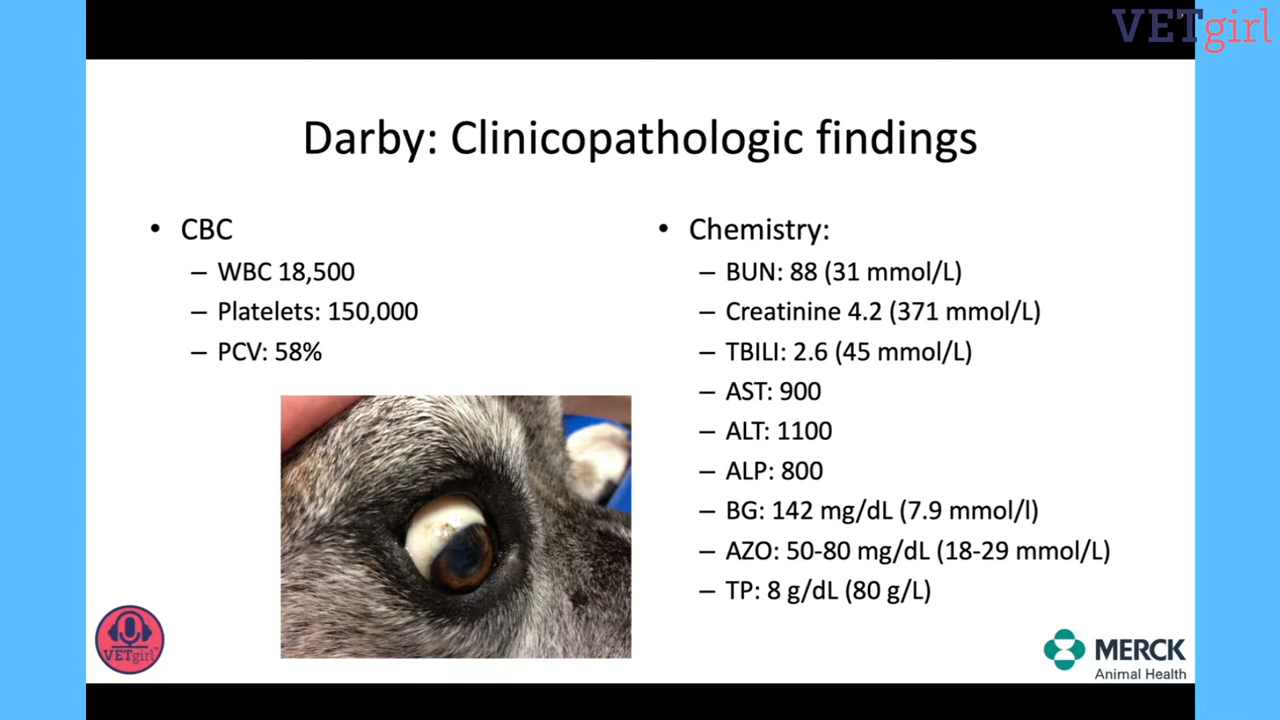 VETgirl
Darby: Clinicopathologic findings
• CBC
– WBC 18,500
– Platelets: 150,000
– PCV: 58%
• Chemistry:
– BUN: 88 (31 mmol/L)
– Creatinine 4.2 (371 mmol/L)
– TBILI: 2.6 (45 mmol/L)
– AST: 900
– ALT: 1100
– ALP: 800
– BG: 142 mg/dL (7.9 mmol/l)
– AZO: 50-80 mg/dL (18-29 mmol/L)
– TP: 8 g/dL (80 g/L)
VETgirl
MERCK
Animal Health